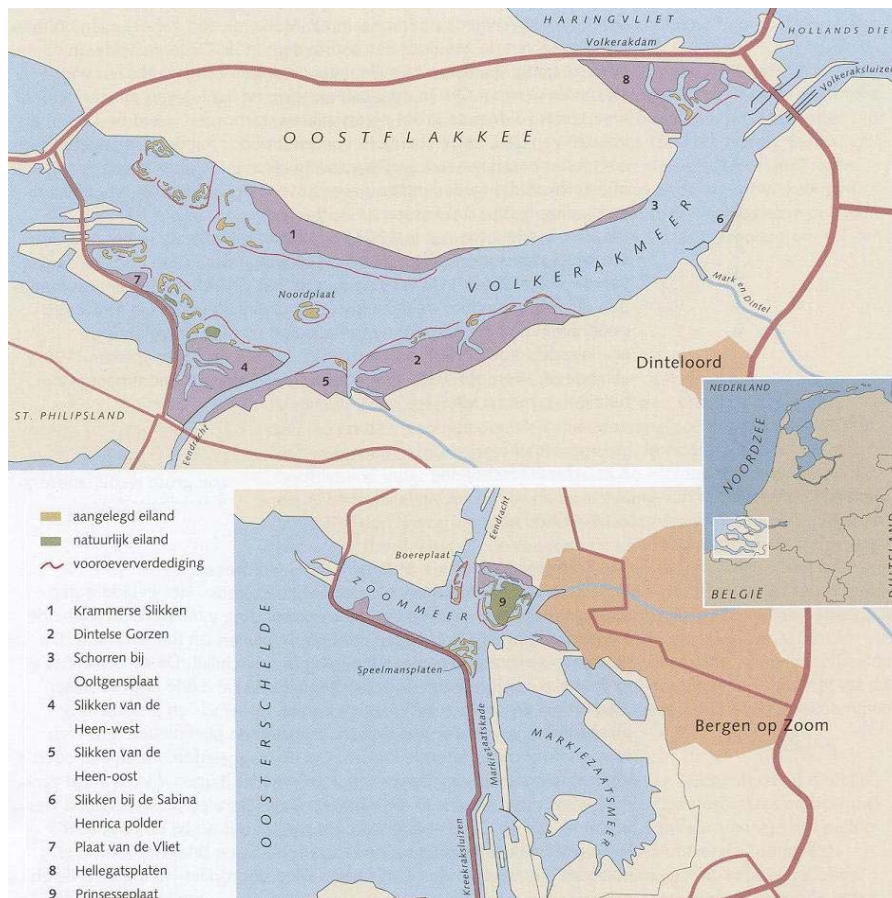 HARINGVLIET
HOLLANDS DIE
Volkerakdam
Volkeraksluizen
8
OOSTFLAKKEE
1
3
6
VOLKERAKMEER
7
Noordplaat
Mark en Dintel
2
Dinteloord
4
5
ST. PHILIPSLAND
Eendracht
NEDERLAND
NOORDZEE
BELGIË
aangelegd eiland
natuurlijk eiland
vooroeververdediging
1 Krammerse Slikken
2 Dintelse Gorzen
3 Schorren bij
Ooltgensplaat
4 Slikken van de
Heen-west
5 Slikken van de
Heen-oost
6 Slikken bij de Sabina
Henrica polder
7 Plaat van de Vliet
8 Hellegatsplaten
9 Prinsesseplaat
Eendracht
Boereplaat
ZOOMMEER
9
OOSTERSCHELDE
Speelmansplaten
Markiezaatskade
MARKIEZAATSMEER
Bergen op Zoom
Kreekraksluizen